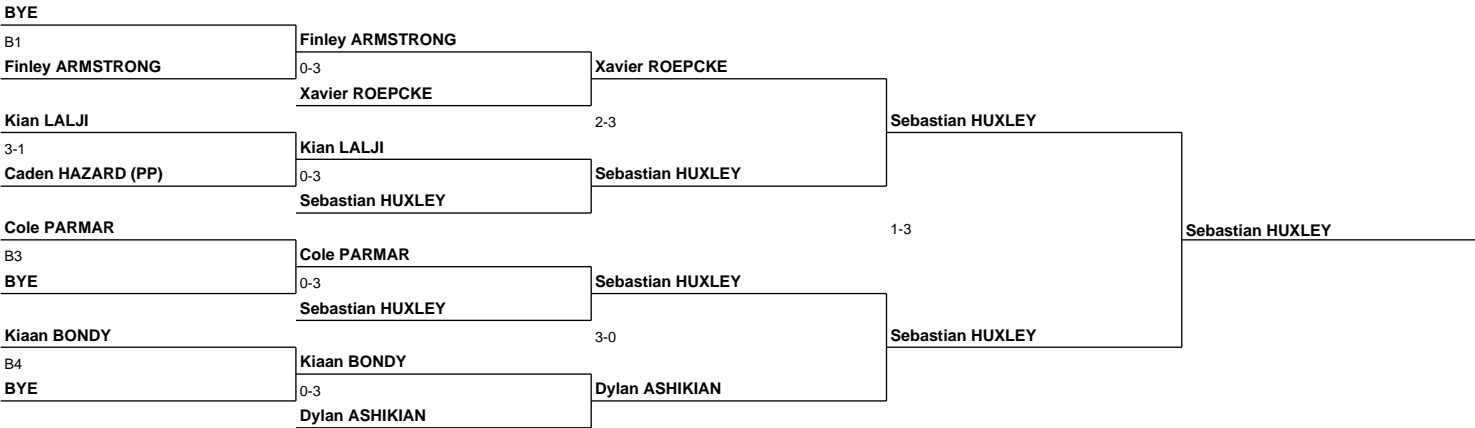 BYE
B1
Finley ARMSTRONG
Finley ARMSTRONG
0-3
Xavier ROEPCKE
Xavier ROEPCKE
Kian LALJI
3-1
Caden HAZARD (PP)
Kian LALJI
0-3
Sebastian HUXLEY
2-3
Sebastian HUXLEY
Sebastian HUXLEY
Cole PARMAR
B3
BYE
Cole PARMAR
0-3
Sebastian HUXLEY
Sebastian HUXLEY
1-3
Sebastian HUXLEY
Kiaan BONDY
B4
BYE
Kiaan BONDY
0-3
Dylan ASHIKIAN
3-0
Dylan ASHIKIAN
Sebastian HUXLEY